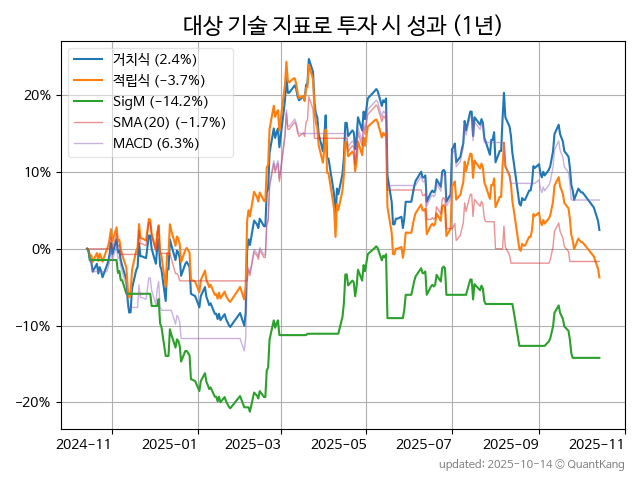 대상 기술 지표로 투자 시 성과 (1년)
거치식 (2.4%)
적립식 (−3.7%)
SigM (−14.2%)
SMA(20) (−1.7%)
MACD (6.3%)
20%
10%
0%
−10%
−20%
2024-11 2025-01 2025-03 2025-05 2025-07 2025-09 2025-11
updated: 2025-10-14 © QuantKang